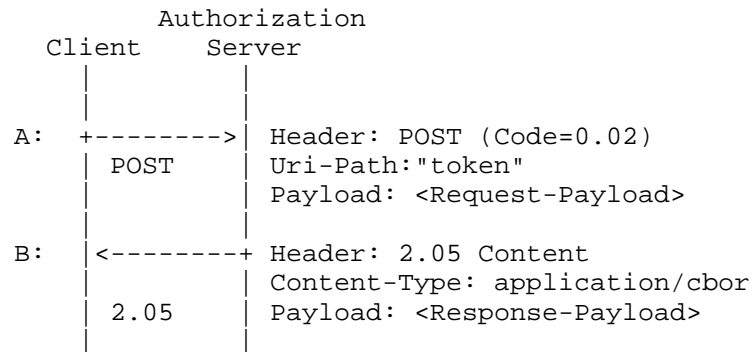 Authorization
  Client     Server
    |         |
    |         |
A:  +-------->| Header: POST (Code=0.02)
    |  POST   | Uri-Path:"token"
    |         | Payload: <Request-Payload>
    |         |
B:  |<--------+ Header: 2.05 Content
    |         | Content-Type: application/cbor
    |  2.05   | Payload: <Response-Payload>
    |         |